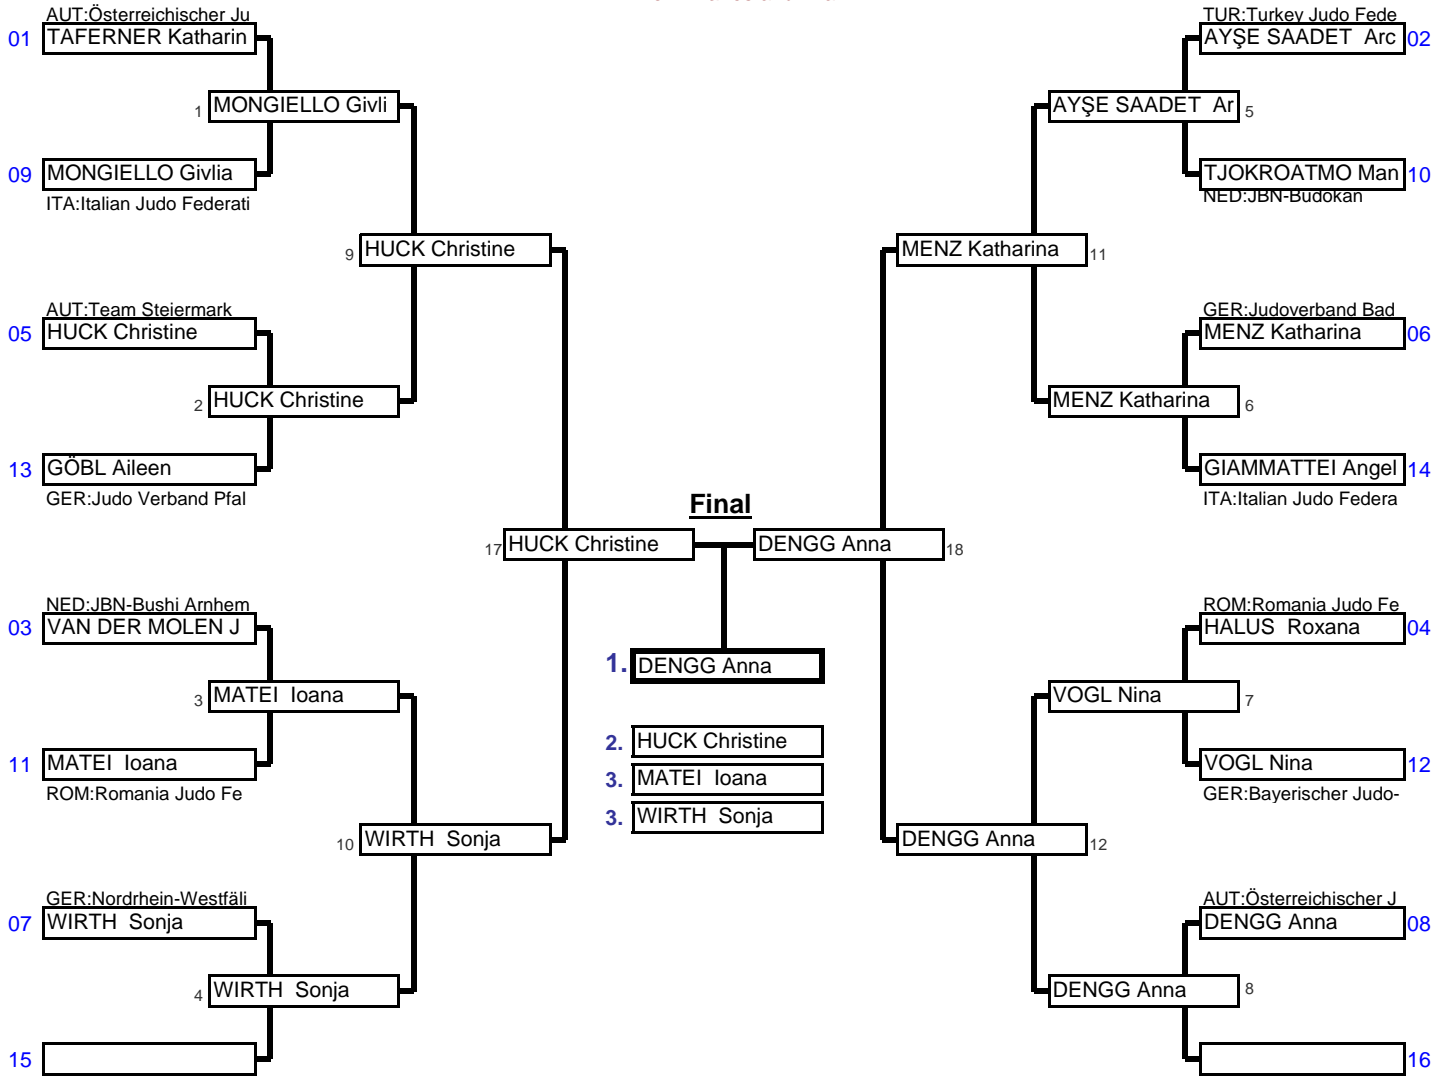 AUT:Österreichischer Ju
01 TAFERNER Katharin
1 MONGIELLO Givli
09 MONGIELLO Givlia
ITA:Italian Judo Federati
9 HUCK Christine
AUT:Team Steiermark
05 HUCK Christine
2 HUCK Christine
13 GÖBL Aileen
GER:Judo Verband Pfal
17 HUCK Christine
NED:JBN-Bushi Arnhem
03 VAN DER MOLEN J
3 MATEI Ioana
11 MATEI Ioana
ROM:Romania Judo Fe
10 WIRTH Sonja
GER:Nordrhein-Westfäli
07 WIRTH Sonja
4 WIRTH Sonja
15
Final
1. DENGG Anna
2. HUCK Christine
3. MATEI Ioana
3. WIRTH Sonja
TUR:Turkey Judo Fede
AYŞE SAADET Arc 02
AYŞE SAADET Ar 5
TJOKROATMO Man 10
NED:JBN-Budokan
MENZ Katharina 11
GER:Judoverband Bad
MENZ Katharina 06
MENZ Katharina 6
GIAMMATTEI Angel 14
ITA:Italian Judo Federa
DENGG Anna 18
ROM:Romania Judo Fe
HALUS Roxana 04
VOGL Nina 7
VOGL Nina 12
GER:Bayerischer Judo-
DENGG Anna 12
AUT:Österreichischer J
DENGG Anna 08
DENGG Anna 8
16